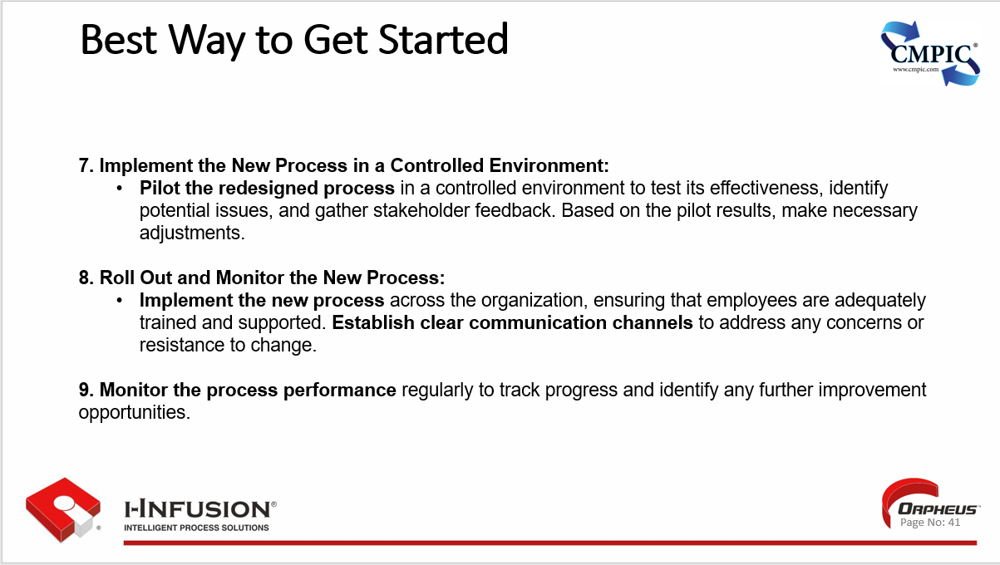 Best Way to Get Started
CMPIC®
www.cmpic.com
7. Implement the New Process in a Controlled Environment:
• Pilot the redesigned process in a controlled environment to test its effectiveness, identify
potential issues, and gather stakeholder feedback. Based on the pilot results, make necessary
adjustments.
8. Roll Out and Monitor the New Process:
• Implement the new process across the organization, ensuring that employees are adequately
trained and supported. Establish clear communication channels to address any concerns or
resistance to change.
9. Monitor the process performance regularly to track progress and identify any further improvement
opportunities.
®
I-INFUSION®
INTELLIGENT PROCESS SOLUTIONS
ORPHEUS™
Page No: 41